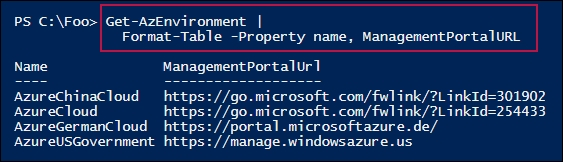 PS C:\Foo> Get-AzEnvironment |
Format-Table -Property name, ManagementPortalURL
Name ManagementPortalUrl
---- -------------------
AzureChinaCloud https://go.microsoft.com/fwlink/?LinkId=301902
AzureCloud https://go.microsoft.com/fwlink/?LinkId=254433
AzureGermanCloud https://portal.microsoftazure.de/
AzureUSGovernment https://manage.windowsazure.us